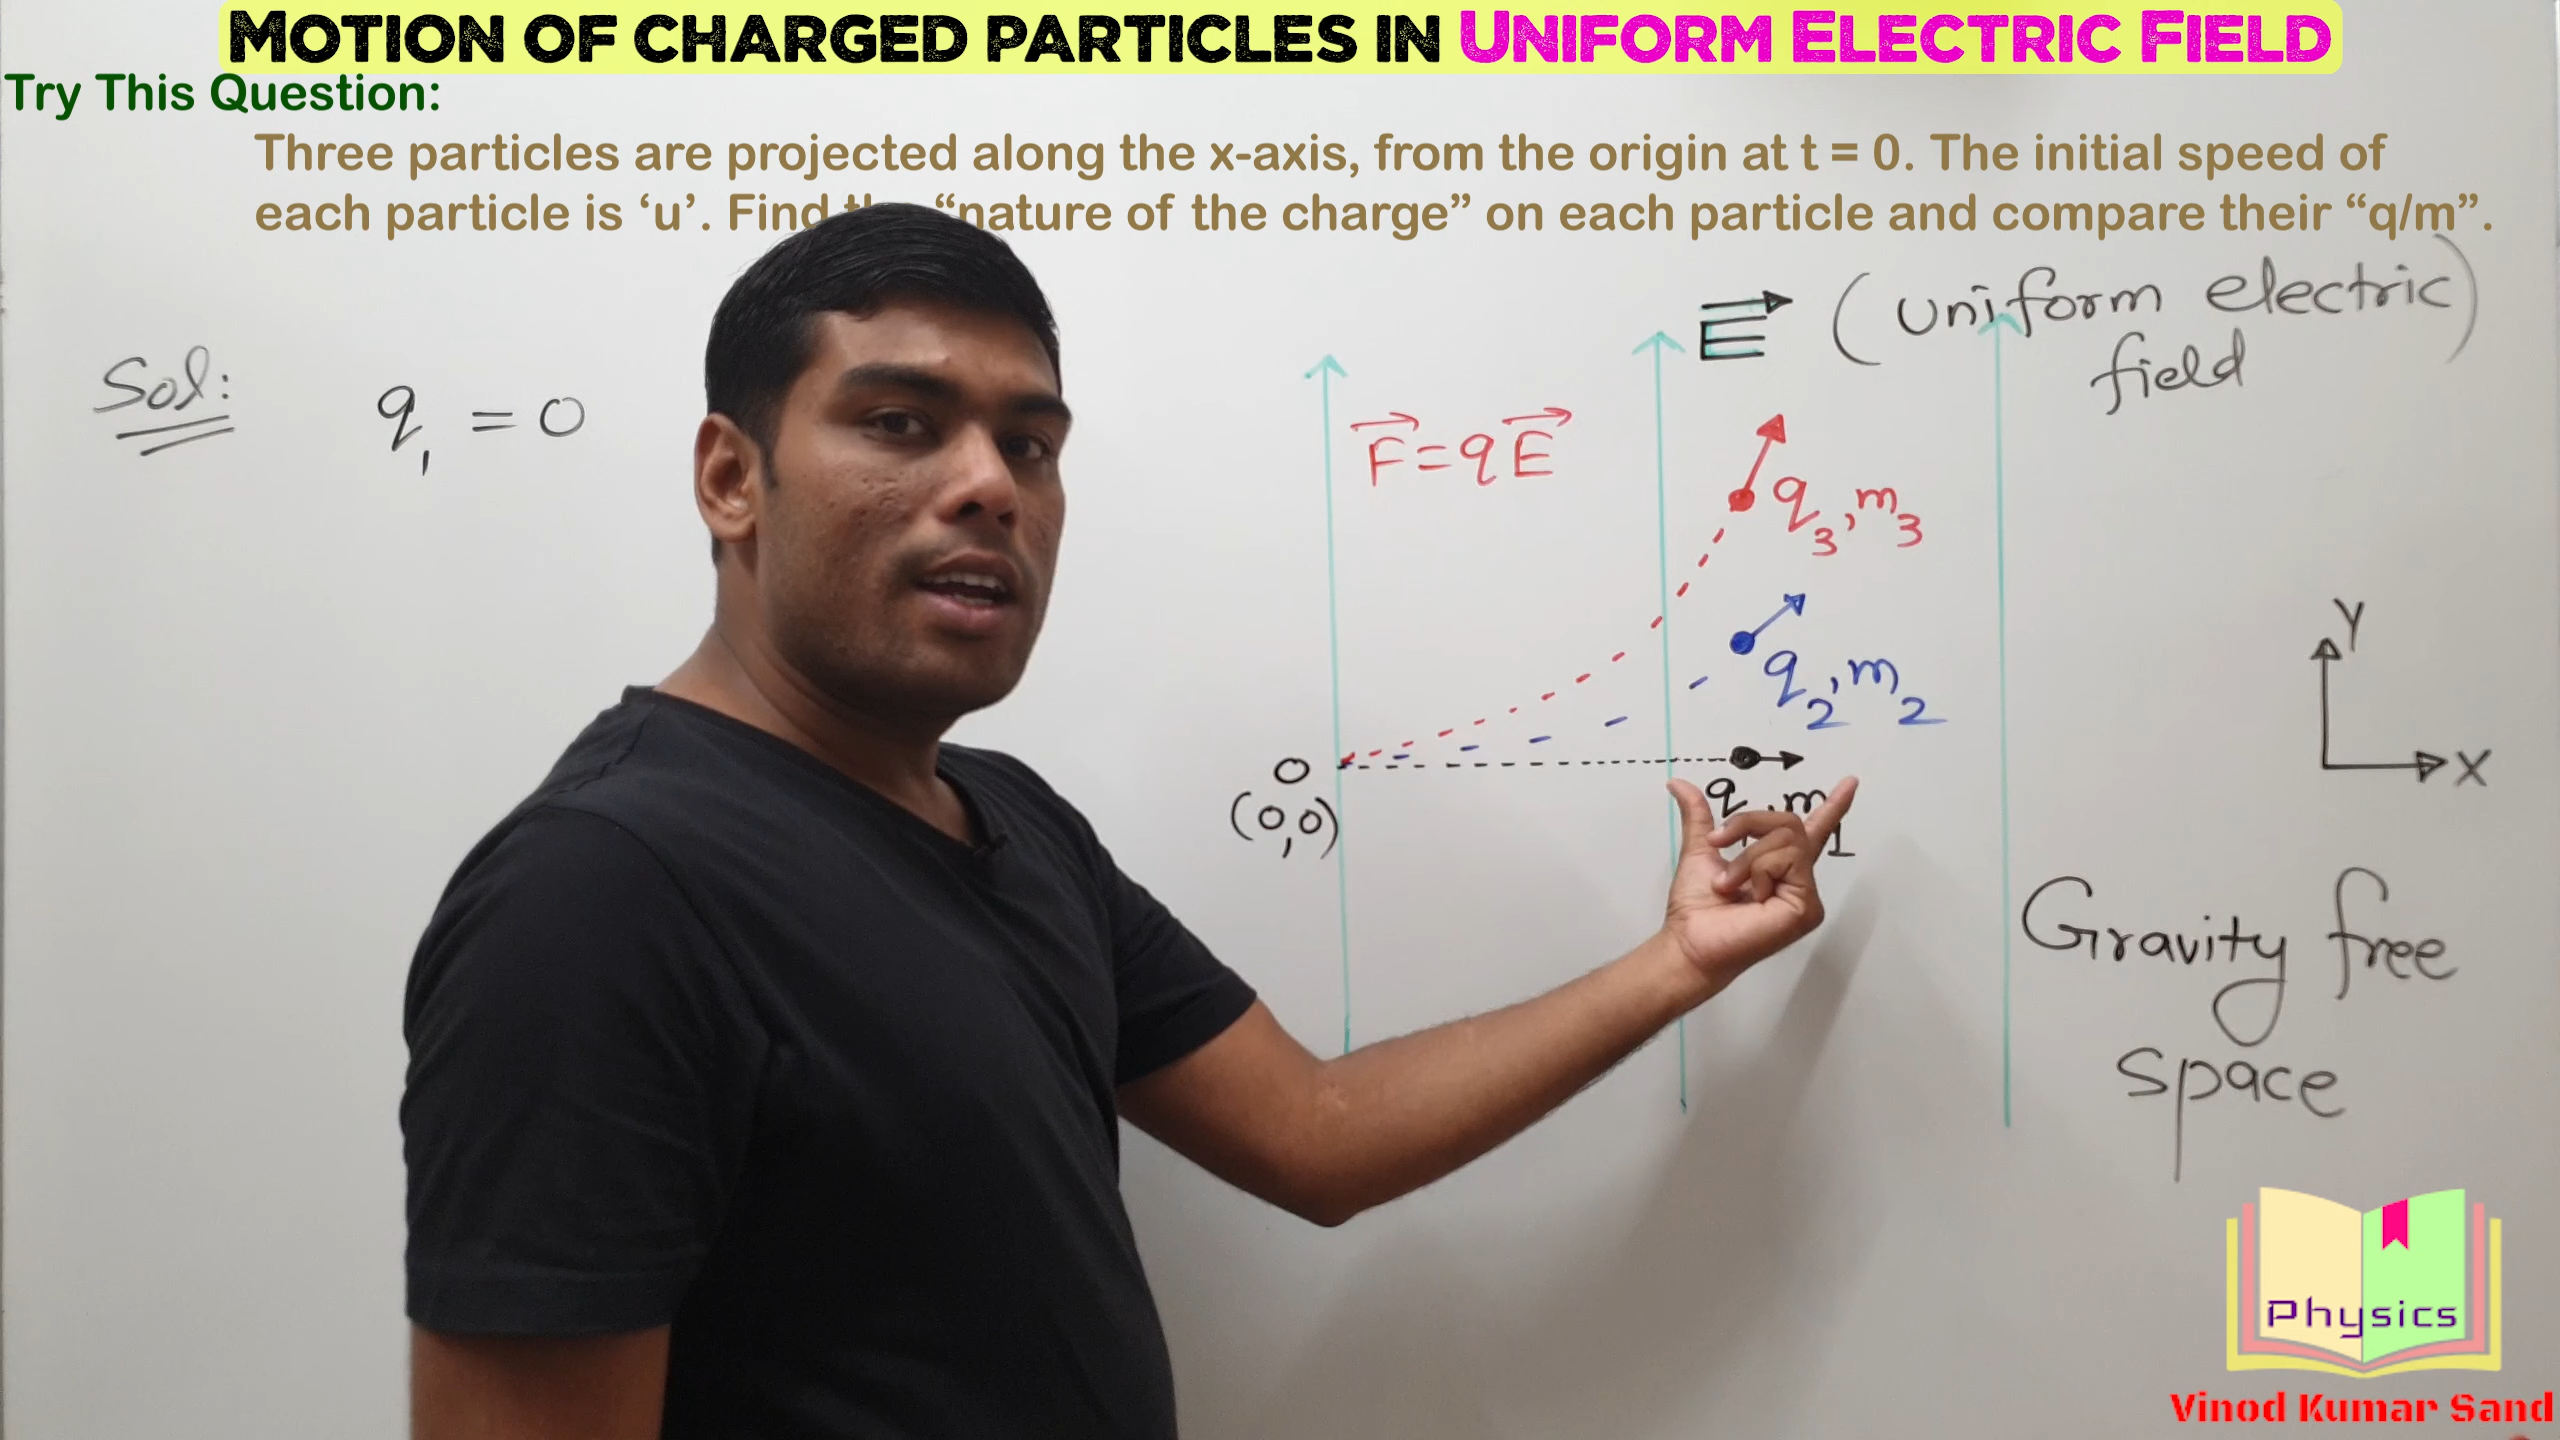 MOTION OF CHARGED PARTICLES IN UNIFORM ELECTRIC FIELD
Try This Question:
Three particles are projected along the x-axis, from the origin at t = 0. The initial speed of
each particle is ‘u’. Find “nature of the charge” on each particle and compare their “q/m”.
E (uniform electric)
field
Sol: q₁ = 0
F = qE
q₃, m₃
q₂, m₂
Y
X
O
(0,0)
q, m₁
Gravity free
space
Physics
Vinod Kumar Sand